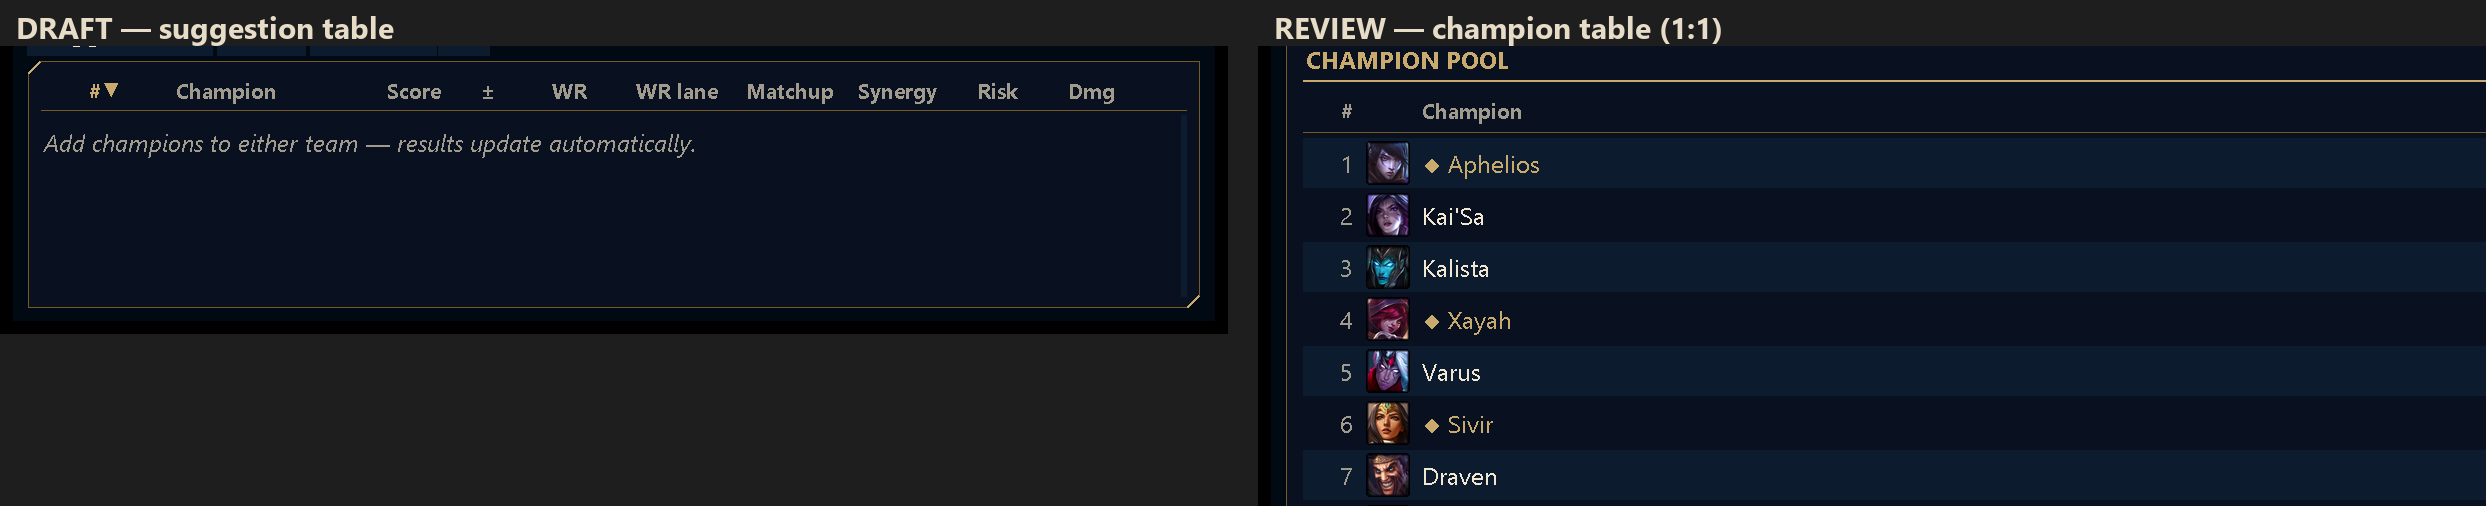 DRAFT — suggestion table
#▼ Champion Score ± WR WR lane Matchup Synergy Risk Dmg
Add champions to either team — results update automatically.
REVIEW — champion table (1:1)
CHAMPION POOL
# Champion
1 ◆ Aphelios
2 Kai'Sa
3 Kalista
4 ◆ Xayah
5 Varus
6 ◆ Sivir
7 Draven